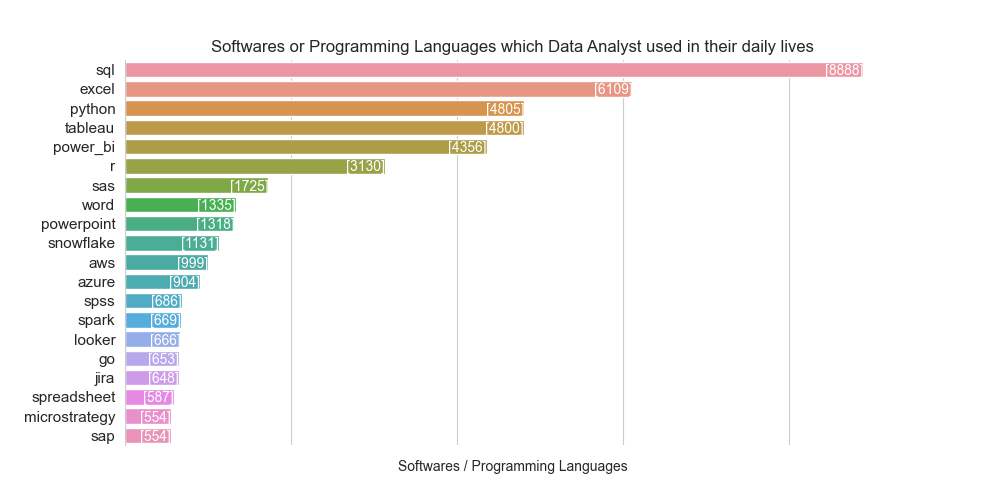 Softwares or Programming Languages which Data Analyst used in their daily lives
sql [8888]
excel [6109]
python [4805]
tableau [4800]
power_bi [4356]
r [3130]
sas [1725]
word [1335]
powerpoint [1318]
snowflake [1131]
aws [999]
azure [904]
spss [686]
spark [669]
looker [666]
go [653]
jira [648]
spreadsheet [587]
microstrategy [554]
sap [554]
Softwares / Programming Languages